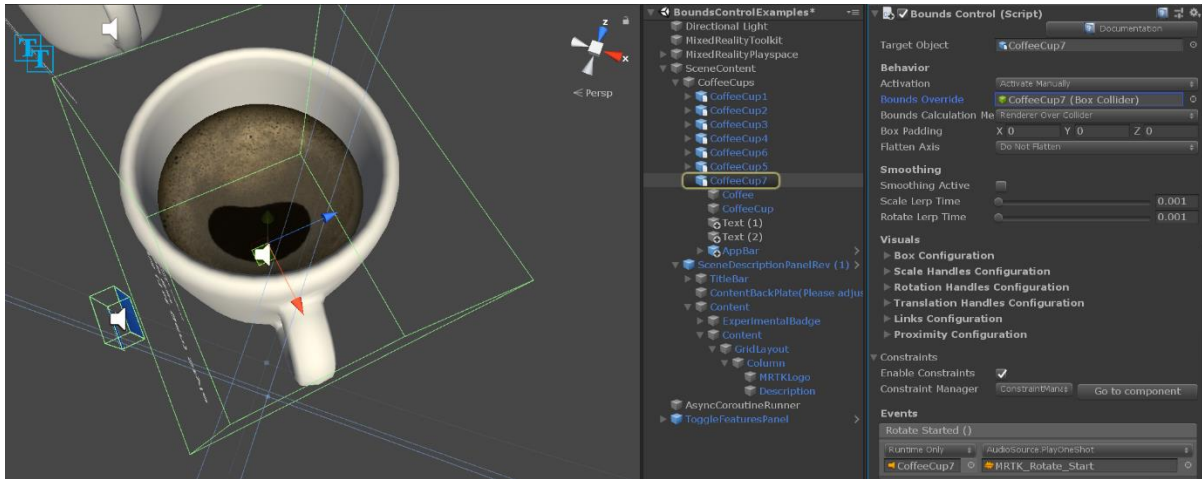 TT
z
x
Persp
BoundsControlExamples*
Directional Light
MixedRealityToolkit
MixedRealityPlayspace
SceneContent
CoffeeCups
CoffeeCup1
CoffeeCup2
CoffeeCup3
CoffeeCup4
CoffeeCup6
CoffeeCup5
CoffeeCup7
Coffee
CoffeeCup
Text (1)
Text (2)
AppBar
SceneDescriptionPanelRev (1)
TitleBar
ContentBackPlate(Please adjus
Content
ExperimentalBadge
Content
GridLayout
Column
MRTKLogo
Description
AsyncCoroutineRunner
ToggleFeaturesPanel
Bounds Control (Script)
Documentation
Target Object CoffeeCup7
Behavior
Activation Activate Manually
Bounds Override CoffeeCup7 (Box Collider)
Bounds Calculation Me Renderer Over Collider
Box Padding X 0 Y 0 Z 0
Flatten Axis Do Not Flatten
Smoothing
Smoothing Active
Scale Lerp Time 0.001
Rotate Lerp Time 0.001
Visuals
Box Configuration
Scale Handles Configuration
Rotation Handles Configuration
Translation Handles Configuration
Links Configuration
Proximity Configuration
Constraints
Enable Constraints
Constraint Manager ConstraintManag Go to component
Events
Rotate Started ()
Runtime Only AudioSource.PlayOneShot
CoffeeCup7 MRTK_Rotate_Start